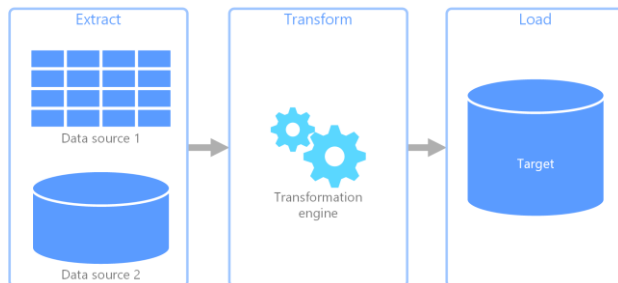 Extract
Data source 1
Data source 2
Transform
Transformation
engine
Load
Target